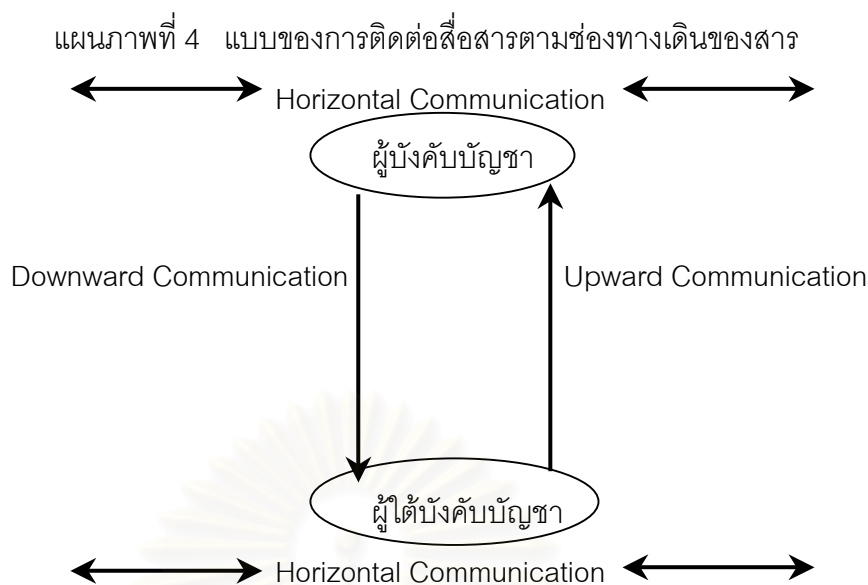 แผนภาพที่ 4 แบบของการติดต่อสื่อสารตามช่องทางเดินของสาร
Horizontal Communication
ผู้บังคับบัญชา
Downward Communication
Upward Communication
ผู้ใต้บังคับบัญชา
Horizontal Communication